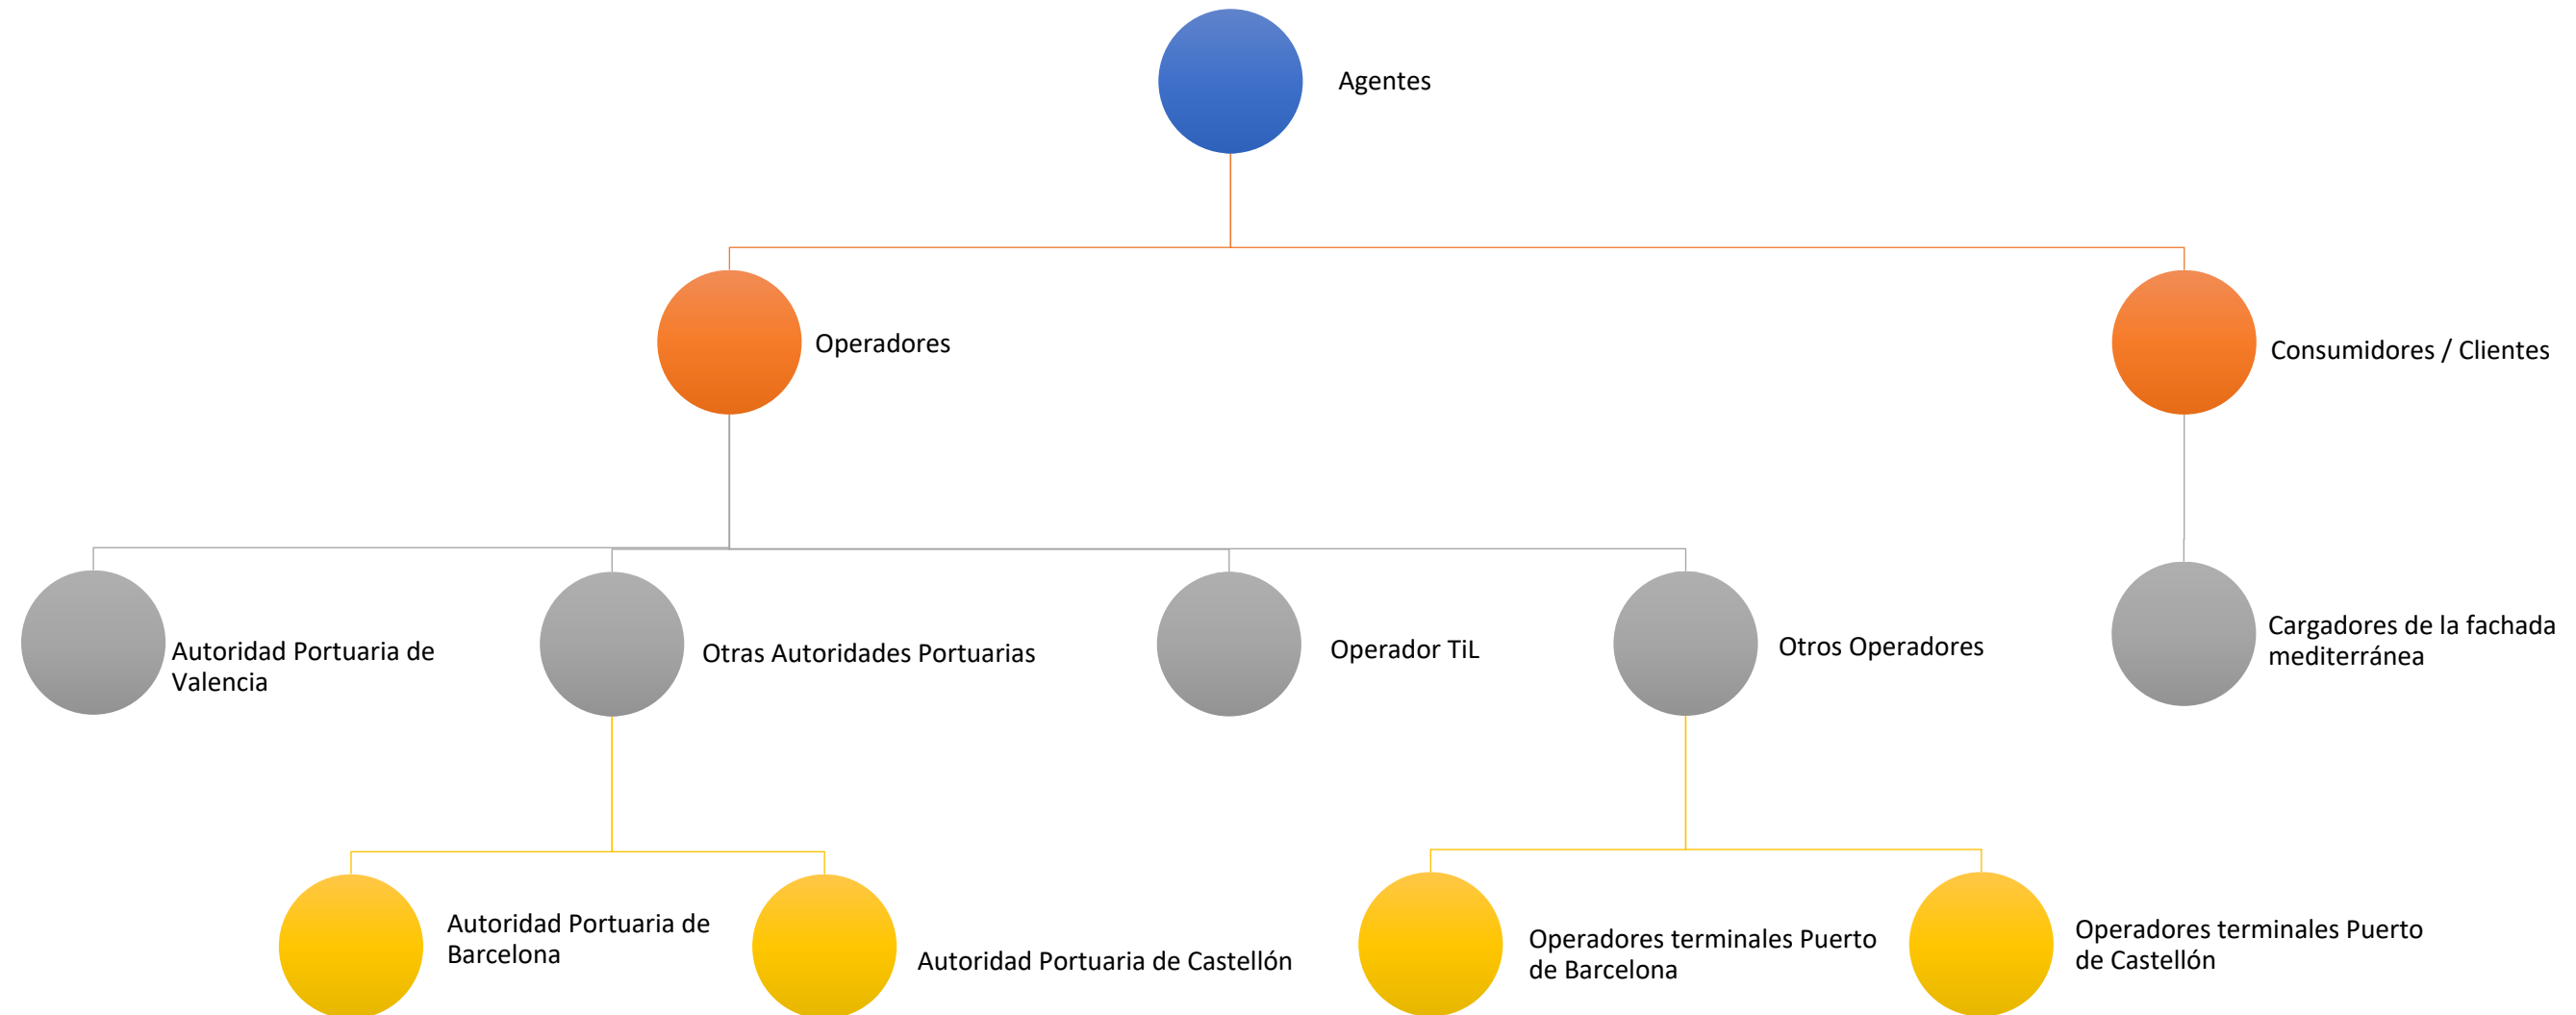 Agentes
Operadores
Consumidores / Clientes
Autoridad Portuaria de
Valencia
Otras Autoridades Portuarias
Operador TiL
Otros Operadores
Cargadores de la fachada
mediterránea
Autoridad Portuaria de
Barcelona
Autoridad Portuaria de Castellón
Operadores terminales Puerto
de Barcelona
Operadores terminales Puerto
de Castellón